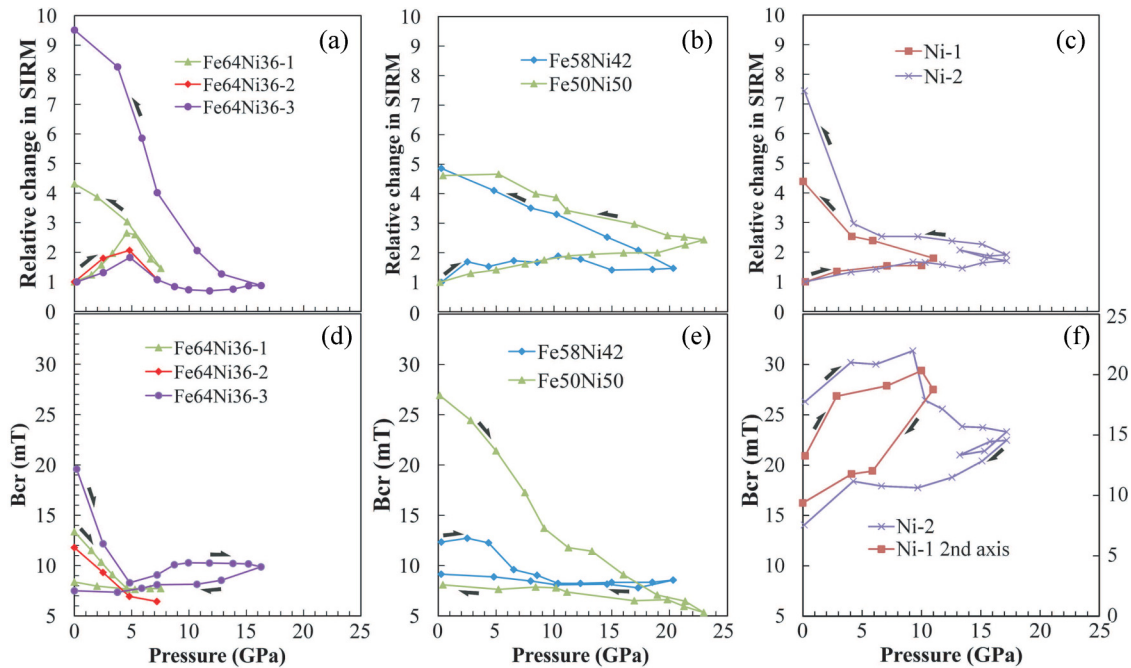 Relative change in SIRM
10
9
8
7
6
5
4
3
2
1
0
(a)
Fe64Ni36-1
Fe64Ni36-2
Fe64Ni36-3
Relative change in SIRM
10
9
8
7
6
5
4
3
2
1
0
(b)
Fe58Ni42
Fe50Ni50
Relative change in SIRM
10
9
8
7
6
5
4
3
2
1
0
(c)
Ni-1
Ni-2
Bcr (mT)
30
25
20
15
10
5
(d)
Fe64Ni36-1
Fe64Ni36-2
Fe64Ni36-3
0 5 10 15 20 25
Pressure (GPa)
Bcr (mT)
30
25
20
15
10
5
(e)
Fe58Ni42
Fe50Ni50
0 5 10 15 20 25
Pressure (GPa)
Bcr (mT)
30
25
20
15
10
5
(f)
25
20
15
10
5
0
Ni-2
Ni-1 2nd axis
0 5 10 15 20 25
Pressure (GPa)